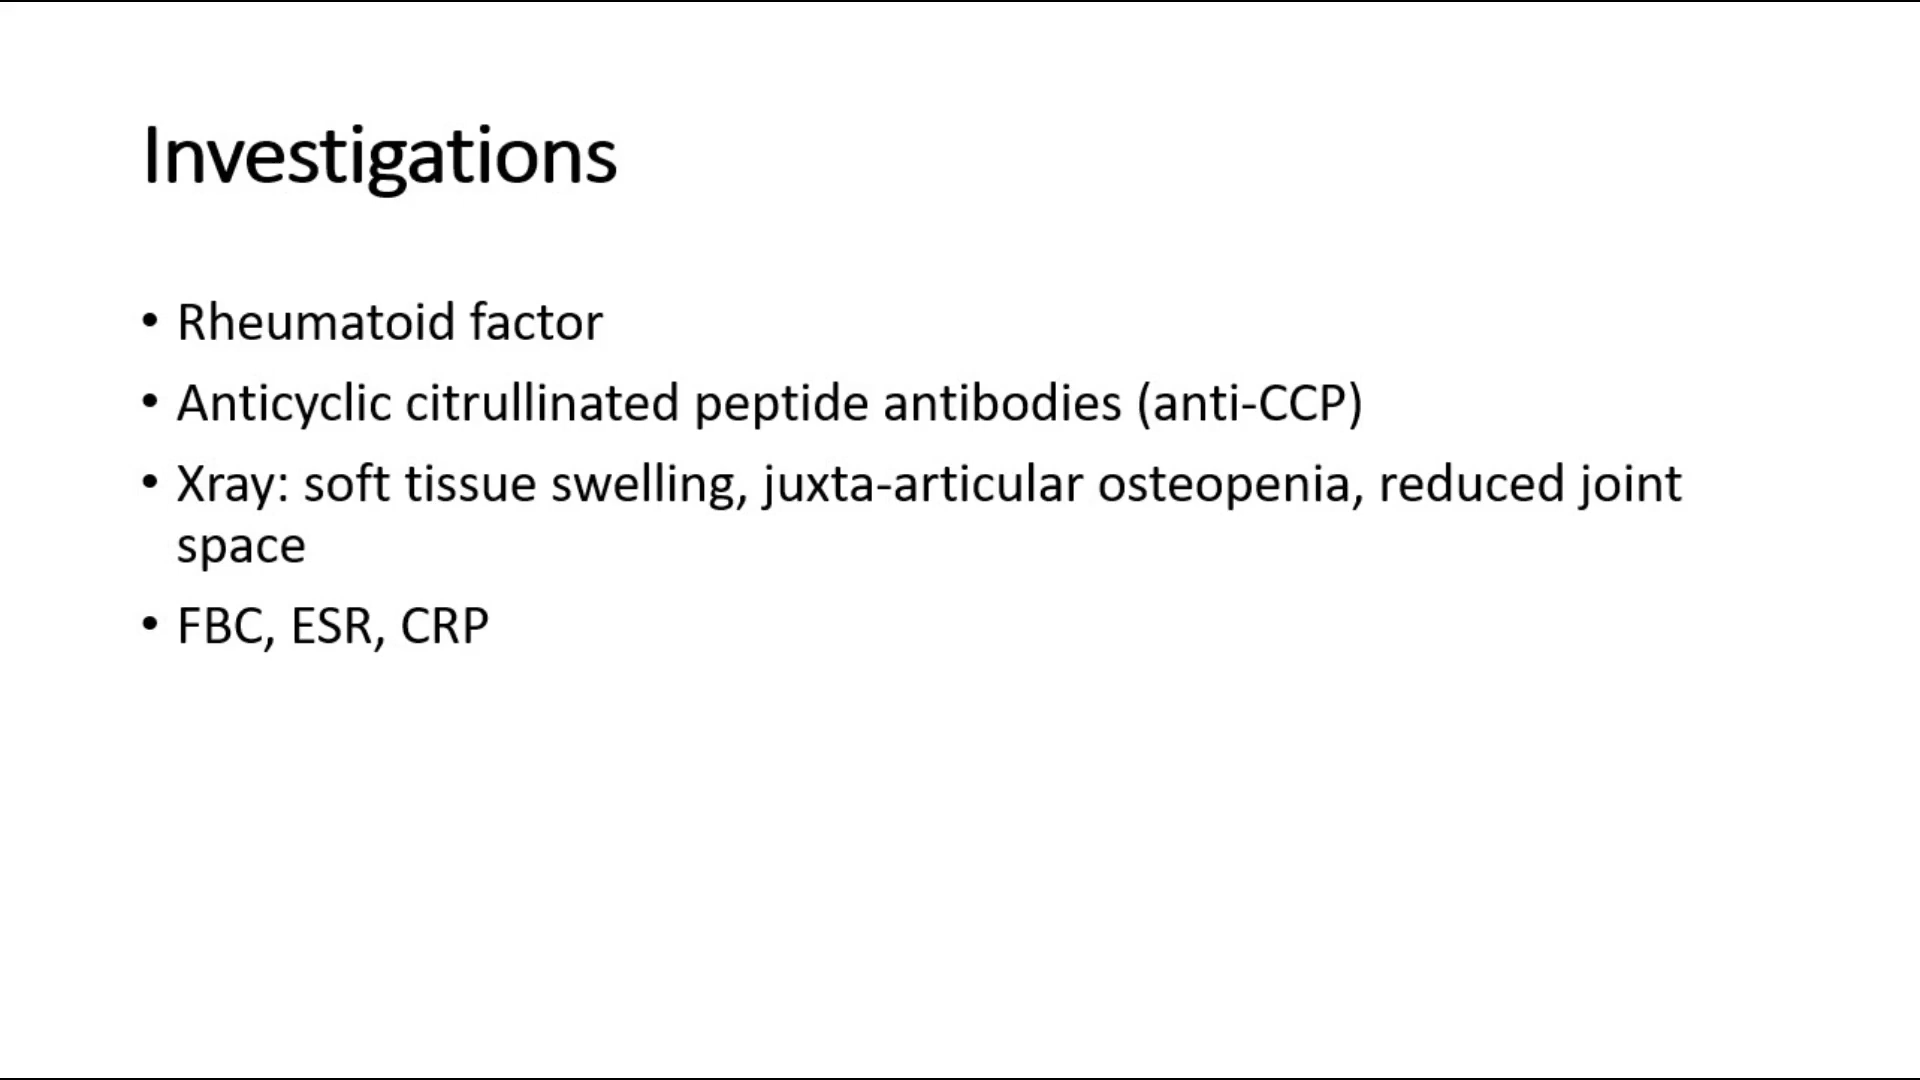 Investigations
• Rheumatoid factor
• Anticyclic citrullinated peptide antibodies (anti-CCP)
• Xray: soft tissue swelling, juxta-articular osteopenia, reduced joint
space
• FBC, ESR, CRP